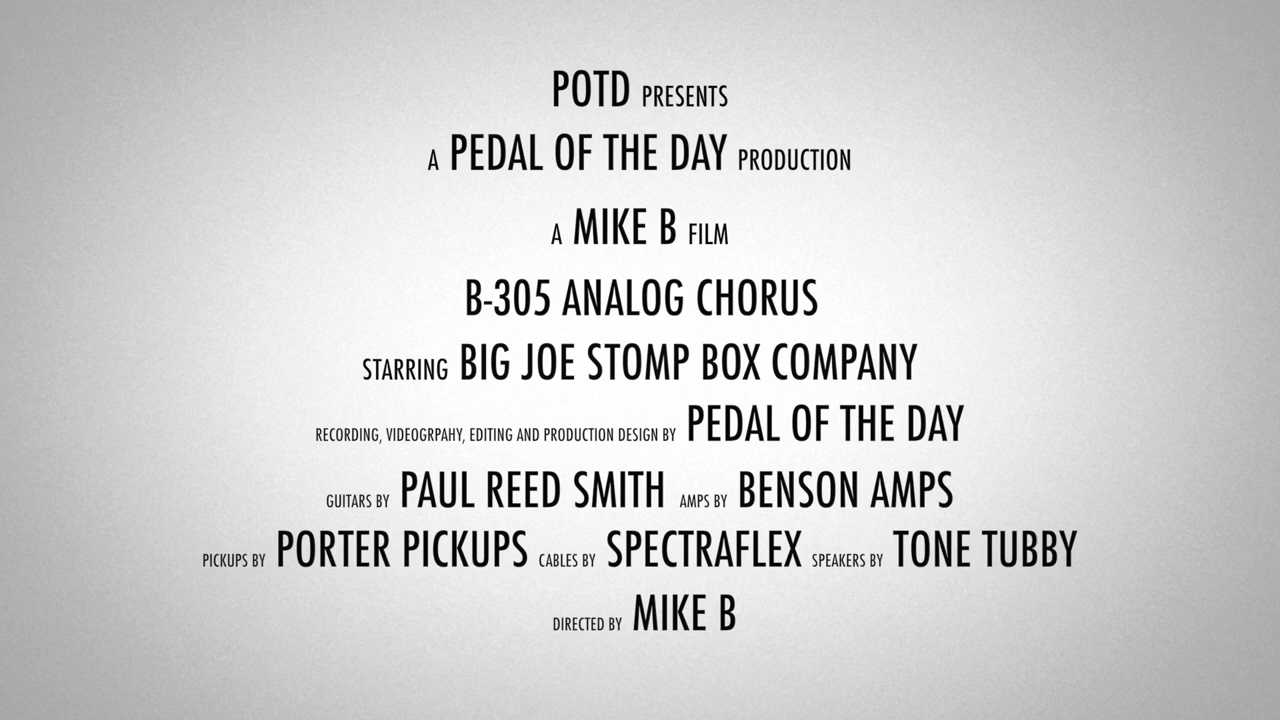 POTD PRESENTS
A PEDAL OF THE DAY PRODUCTION
A MIKE B FILM
B-305 ANALOG CHORUS
STARRING BIG JOE STOMP BOX COMPANY
RECORDING, VIDEOGRPAHY, EDITING AND PRODUCTION DESIGN BY PEDAL OF THE DAY
GUITARS BY PAUL REED SMITH AMPS BY BENSON AMPS
PICKUPS BY PORTER PICKUPS CABLES BY SPECTRAFLEX SPEAKERS BY TONE TUBBY
DIRECTED BY MIKE B